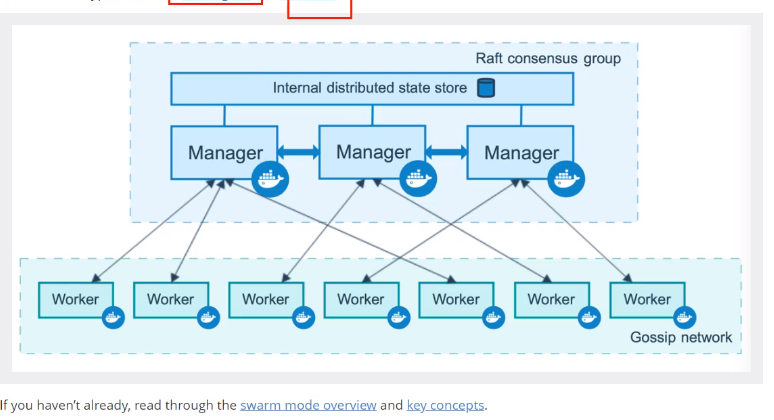 Raft consensus group
Internal distributed state store
Manager Manager Manager
Worker Worker Worker Worker Worker Worker Worker
Gossip network
If you haven't already, read through the swarm mode overview and key concepts.